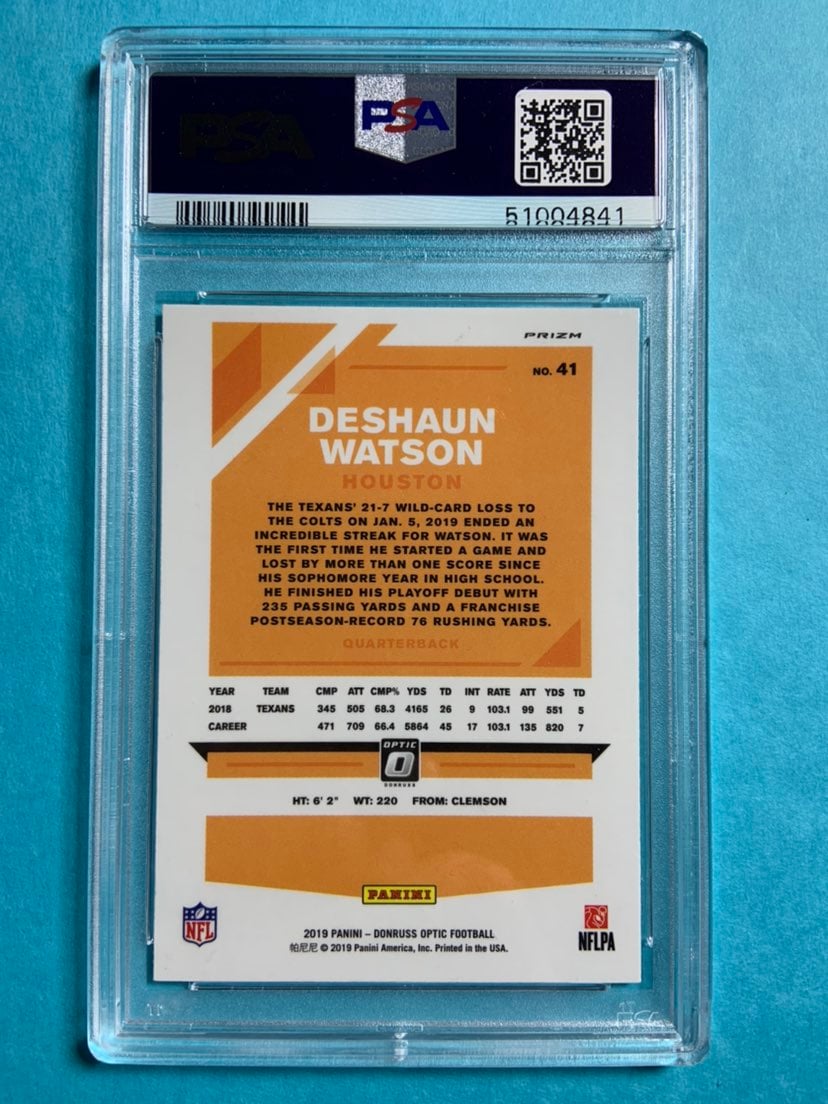 PSA
PSA
51004841
PRIZM
NO. 41
DESHAUN
WATSON
HOUSTON
THE TEXANS' 21-7 WILD-CARD LOSS TO
THE COLTS ON JAN. 5, 2019 ENDED AN
INCREDIBLE STREAK FOR WATSON. IT WAS
THE FIRST TIME HE STARTED A GAME AND
LOST BY MORE THAN ONE SCORE SINCE
HIS SOPHOMORE YEAR IN HIGH SCHOOL.
HE FINISHED HIS PLAYOFF DEBUT WITH
235 PASSING YARDS AND A FRANCHISE
POSTSEASON-RECORD 76 RUSHING YARDS.
QUARTERBACK
YEAR TEAM CMP ATT CMP% YDS TD INT RATE ATT YDS TD
2018 TEXANS 345 505 68.3 4165 26 9 103.1 99 551 5
CAREER 471 709 66.4 5864 45 17 103.1 135 820 7
OPTIC
DONRUSS
HT: 6' 2" WT: 220 FROM: CLEMSON
PANINI
NFL
NFLPA
2019 PANINI – DONRUSS OPTIC FOOTBALL
帕尼尼 © 2019 Panini America, Inc. Printed in the USA.
PSA